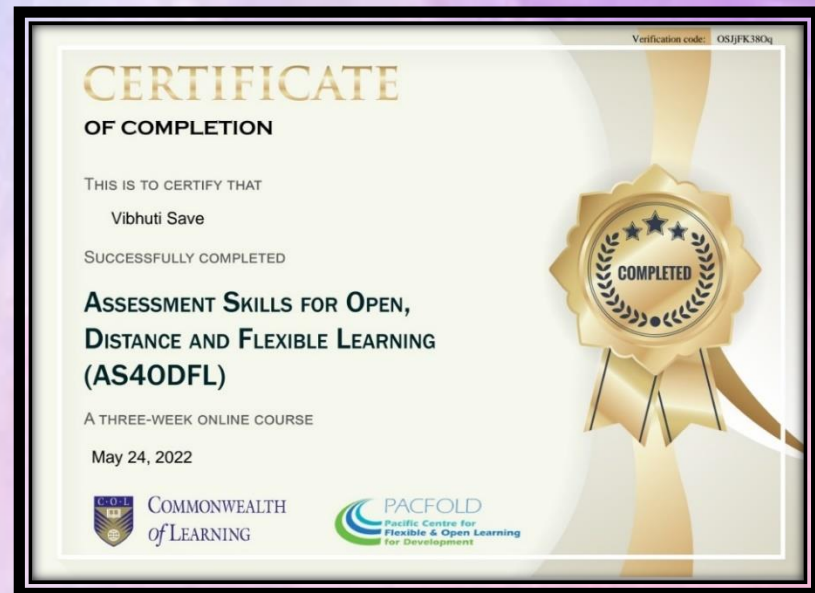 Verification code: OSJjFK38Oq
CERTIFICATE
OF COMPLETION
THIS IS TO CERTIFY THAT
Vibhuti Save
SUCCESSFULLY COMPLETED
ASSESSMENT SKILLS FOR OPEN,
DISTANCE AND FLEXIBLE LEARNING
(AS4ODFL)
A THREE-WEEK ONLINE COURSE
May 24, 2022
COMPLETED
C·O·L
COMMONWEALTH
of LEARNING
PACFOLD
Pacific Centre for
Flexible & Open Learning
for Development